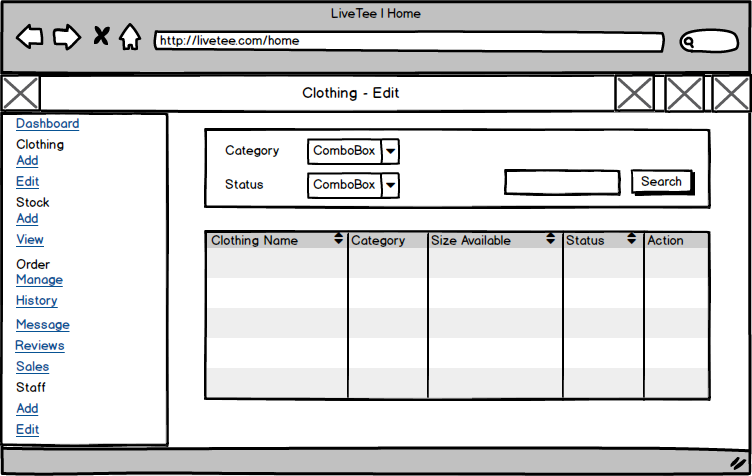 LiveTee | Home
http://livetee.com/home
Clothing - Edit
Dashboard
Clothing
Add
Edit
Stock
Add
View
Order
Manage
History
Message
Reviews
Sales
Staff
Add
Edit
Category ComboBox
Status ComboBox
Search
Clothing Name Category Size Available Status Action